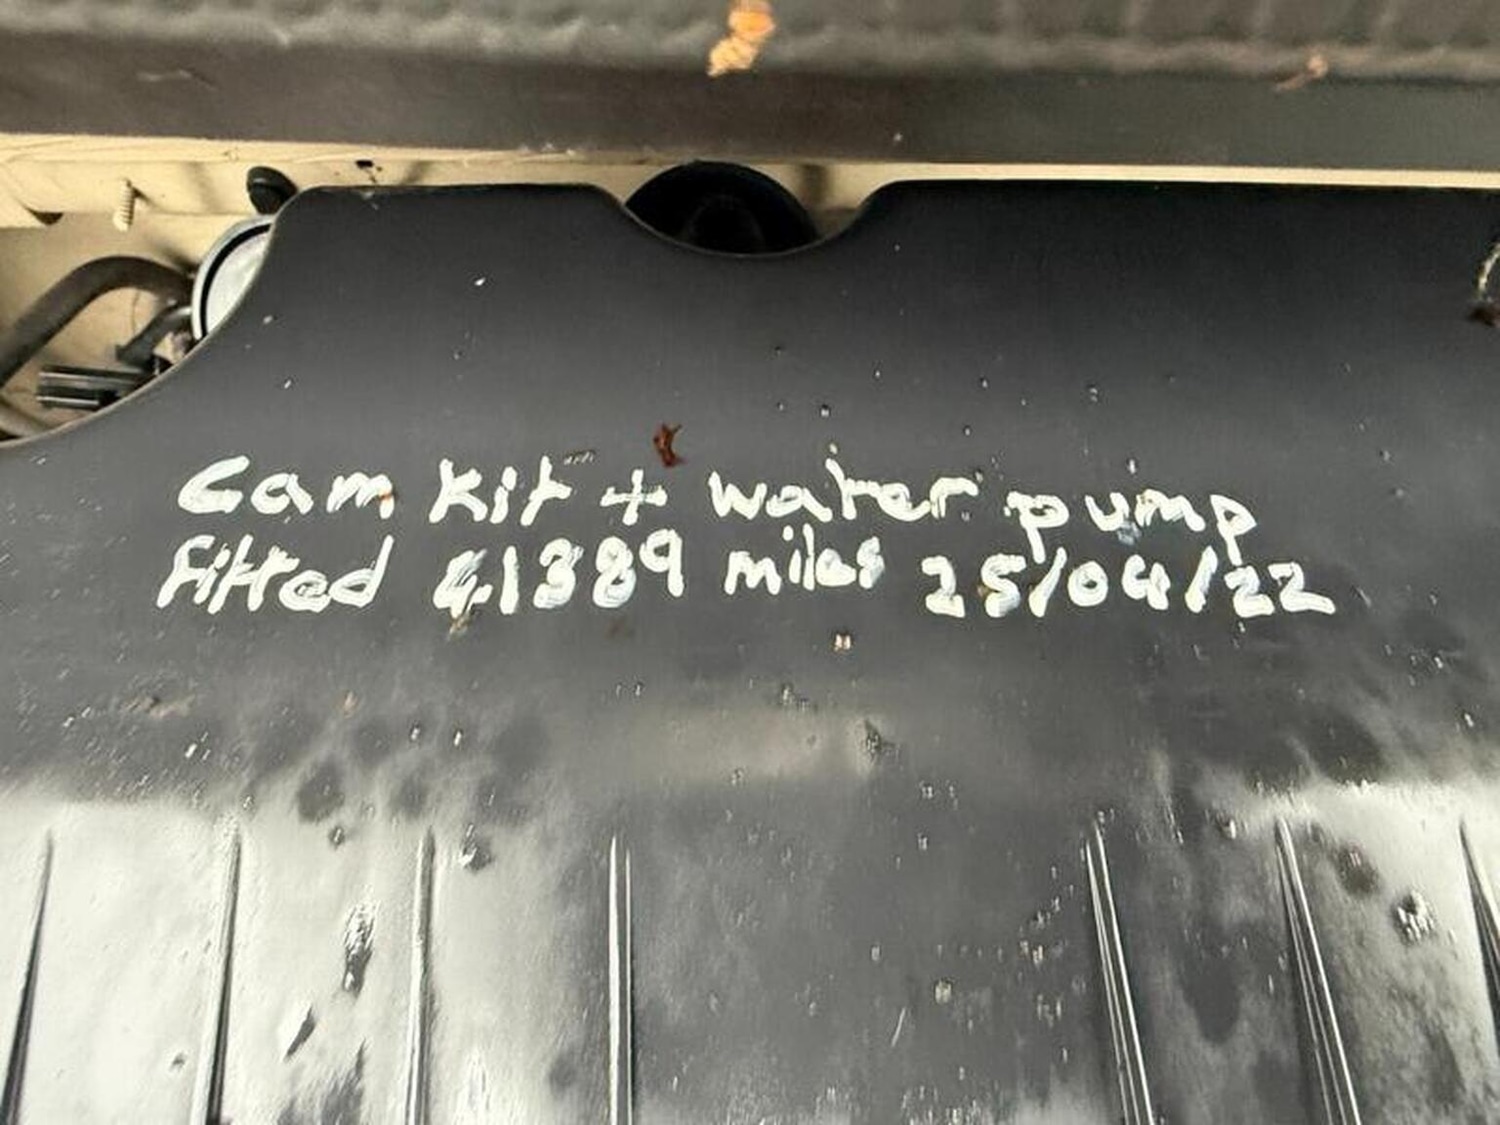 Cam Kit + water pump
Fitted 41389 miles 25/04/22